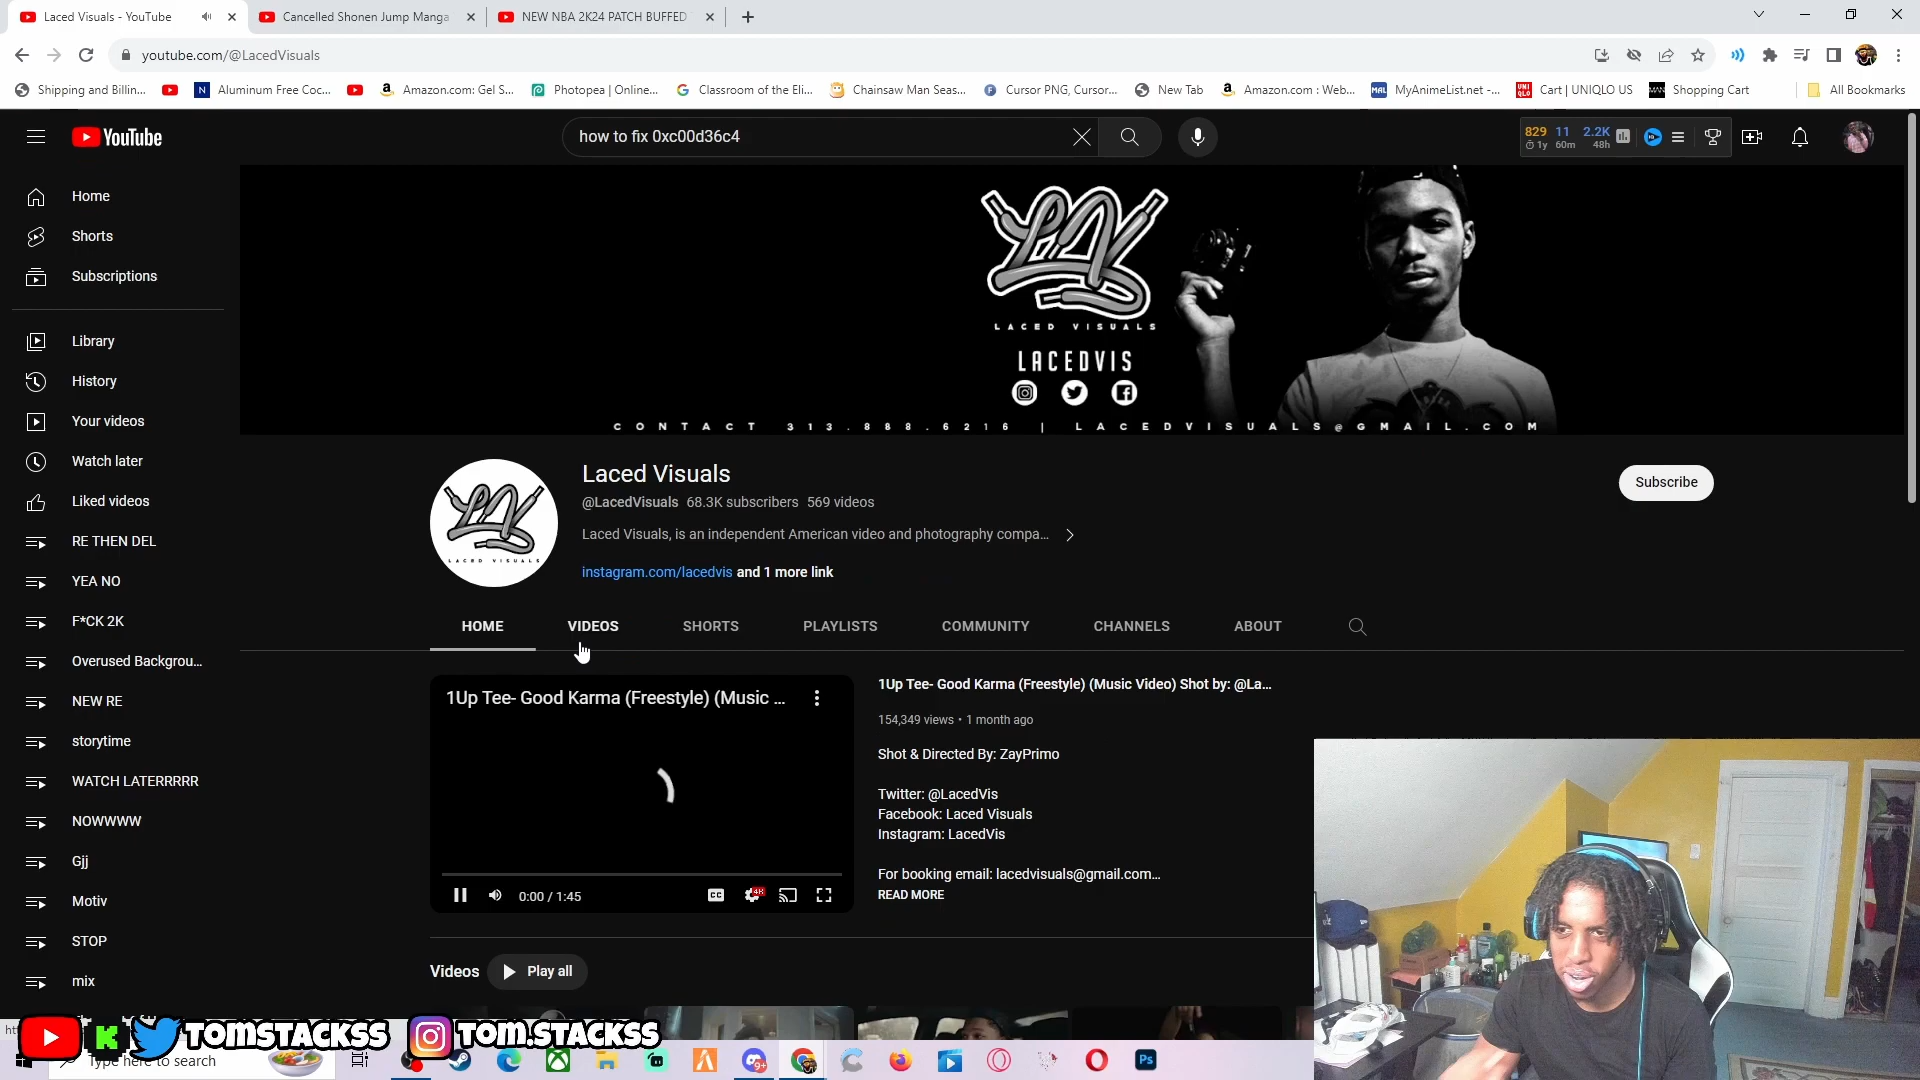 Laced Visuals - YouTube
Cancelled Shonen Jump Manga
NEW NBA 2K24 PATCH BUFFED
youtube.com/@LacedVisuals
Shipping and Billin...
N
Aluminum Free Coc...
Amazon.com: Gel S...
Photopea | Online...
Classroom of the Eli...
Chainsaw Man Seas...
Cursor PNG, Cursor...
New Tab
Amazon.com : Web...
MAL
MyAnimeList.net -...
Cart | UNIQLO US
MAN
Shopping Cart
All Bookmarks
YouTube
how to fix 0xc00d36c4
829 11 2.2K
1y 60m 48h
Home
Shorts
Subscriptions
Library
History
Your videos
Watch later
Liked videos
RE THEN DEL
YEA NO
F*CK 2K
Overused Backgrou...
NEW RE
storytime
WATCH LATERRRRR
NOWWWW
Gjj
Motiv
STOP
mix
LACED VISUALS
LACEDVIS
CONTACT 313.888.6216 | LACEDVISUALS@GMAIL.COM
LACED VISUALS
Laced Visuals
@LacedVisuals 68.3K subscribers 569 videos
Laced Visuals, is an independent American video and photography compa...
instagram.com/lacedvis and 1 more link
Subscribe
HOME
VIDEOS
SHORTS
PLAYLISTS
COMMUNITY
CHANNELS
ABOUT
1Up Tee- Good Karma (Freestyle) (Music ...
0:00 / 1:45
CC
4K
1Up Tee- Good Karma (Freestyle) (Music Video) Shot by: @La...
154,349 views • 1 month ago
Shot & Directed By: ZayPrimo
Twitter: @LacedVis
Facebook: Laced Visuals
Instagram: LacedVis
For booking email: lacedvisuals@gmail.com...
READ MORE
Videos
Play all
K
TOMSTACKSS
TOM.STACKSS
Type here to search
9+
Ps